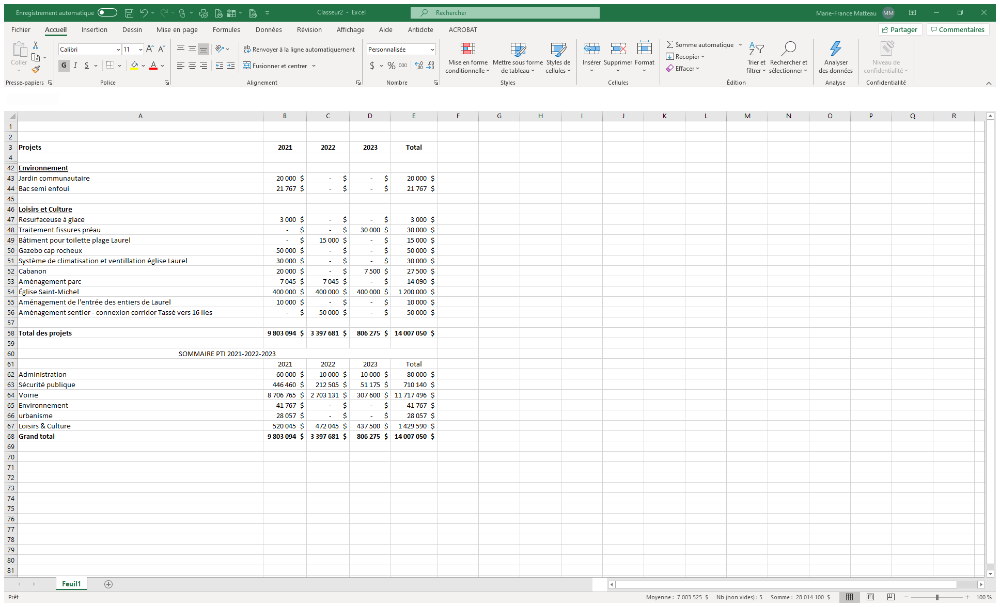 Enregistrement automatique Classeur2 - Excel Rechercher Marie-France Matteau MM
Fichier Accueil Insertion Dessin Mise en page Formules Données Révision Affichage Aide Antidote ACROBAT Partager Commentaires
Coller
Calibri 11
G I S
Renvoyer à la ligne automatiquement
Fusionner et centrer
Personnalisée
$ % 000
Mise en forme conditionnelle
Mettre sous forme de tableau
Styles de cellules
Insérer Supprimer Format
Somme automatique
Recopier
Effacer
Trier et filtrer
Rechercher et sélectionner
Analyser des données
Niveau de confidentialité
Presse-papiers Police Alignement Nombre Styles Cellules Édition Analyse Confidentialité
A B C D E F G H I J K L M N O P Q R
1
2
3 Projets 2021 2022 2023 Total
4
42 Environnement
43 Jardin communautaire 20 000 $ - $ - $ 20 000 $
44 Bac semi enfoui 21 767 $ - $ - $ 21 767 $
45
46 Loisirs et Culture
47 Resurfaceuse à glace 3 000 $ - $ - $ 3 000 $
48 Traitement fissures préau - $ - $ 30 000 $ 30 000 $
49 Bâtiment pour toilette plage Laurel - $ 15 000 $ - $ 15 000 $
50 Gazebo cap rocheux 50 000 $ - $ - $ 50 000 $
51 Système de climatisation et ventillation église Laurel 30 000 $ - $ - $ 30 000 $
52 Cabanon 20 000 $ - $ 7 500 $ 27 500 $
53 Aménagement parc 7 045 $ 7 045 $ - $ 14 090 $
54 Église Saint-Michel 400 000 $ 400 000 $ 400 000 $ 1 200 000 $
55 Aménagement de l'entrée des entiers de Laurel 10 000 $ - $ - $ 10 000 $
56 Aménagement sentier - connexion corridor Tassé vers 16 Iles - $ 50 000 $ - $ 50 000 $
57
58 Total des projets 9 803 094 $ 3 397 681 $ 806 275 $ 14 007 050 $
59
60 SOMMAIRE PTI 2021-2022-2023
61 2021 2022 2023 Total
62 Administration 60 000 $ 10 000 $ 10 000 $ 80 000 $
63 Sécurité publique 446 460 $ 212 505 $ 51 175 $ 710 140 $
64 Voirie 8 706 765 $ 2 703 131 $ 307 600 $ 11 717 496 $
65 Environnement 41 767 $ - $ - $ 41 767 $
66 urbanisme 28 057 $ - $ - $ 28 057 $
67 Loisirs & Culture 520 045 $ 472 045 $ 437 500 $ 1 429 590 $
68 Grand total 9 803 094 $ 3 397 681 $ 806 275 $ 14 007 050 $
69
70
71
72
73
74
75
76
77
78
79
80
81
Feuil1
Prêt Moyenne : 7 003 525 $ Nb (non vides) : 5 Somme : 28 014 100 $ 100 %